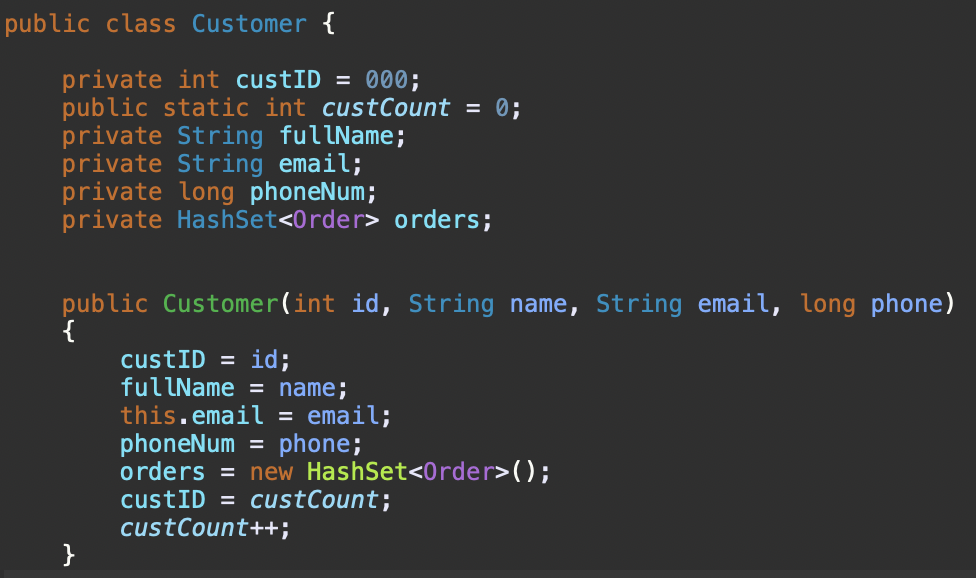 public class Customer {
private int custID = 000;
public static int custCount = 0;
private String fullName;
private String email;
private long phoneNum;
private HashSet<Order> orders;
public Customer(int id, String name, String email, long phone)
{
custID = id;
fullName = name;
this.email = email;
phoneNum = phone;
orders = new HashSet<Order>();
custID = custCount;
custCount++;
}